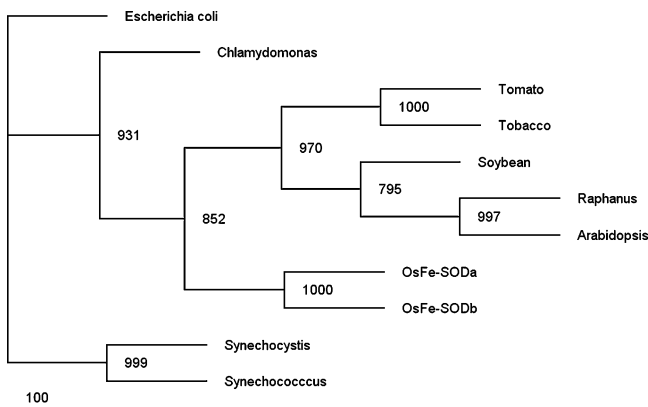 Escherichia coli
Chlamydomonas
Tomato
1000
Tobacco
931
970
Soybean
795
Raphanus
997
852
Arabidopsis
OsFe-SODa
1000
OsFe-SODb
Synechocystis
999
Synechococccus
100